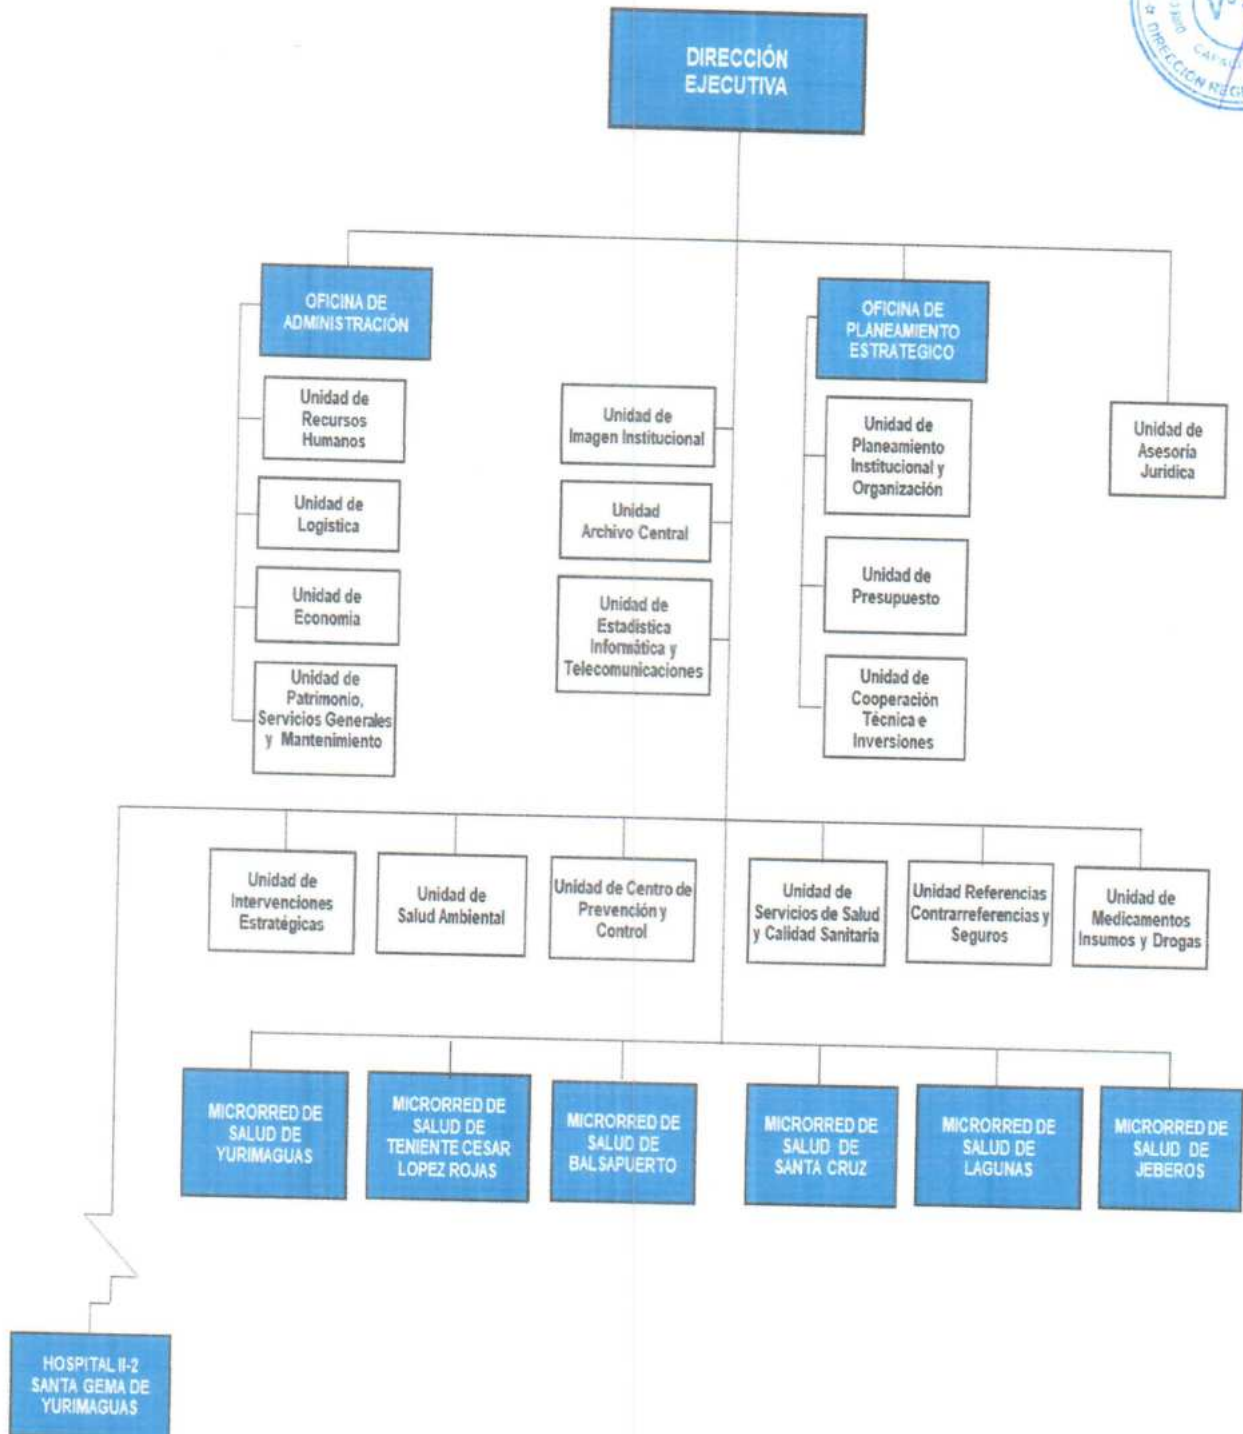 DIRECCIÓN
EJECUTIVA
DIRECCIÓN
OFICINA DE
ADMINISTRACIÓN
OFICINA DE
PLANEAMIENTO
ESTRATEGICO
Unidad de
Recursos
Humanos
Unidad de
Logística
Unidad de
Economía
Unidad de
Patrimonio,
Servicios Generales
y Mantenimiento
Unidad de
Imagen Institucional
Unidad
Archivo Central
Unidad de
Estadística
Informática y
Telecomunicaciones
Unidad de
Planeamiento
Institucional y
Organización
Unidad de
Presupuesto
Unidad de
Cooperación
Técnica e
Inversiones
Unidad de
Asesoría
Juridica
Unidad de
Intervenciones
Estratégicas
Unidad de
Salud Ambiental
Unidad de Centro de
Prevención y
Control
Unidad de
Servicios de Salud
y Calidad Sanitaria
Unidad Referencias
Contrarreferencias y
Seguros
Unidad de
Medicamentos
Insumos y Drogas
MICRORRED DE
SALUD DE
YURIMAGUAS
MICRORRED DE
SALUD DE
TENIENTE CESAR
LOPEZ ROJAS
MICRORRED DE
SALUD DE
BALSAPUERTO
MICRORRED DE
SALUD DE
SANTA CRUZ
MICRORRED DE
SALUD DE
LAGUNAS
MICRORRED DE
SALUD DE
JEBEROS
HOSPITAL II-2
SANTA GEMA DE
YURIMAGUAS